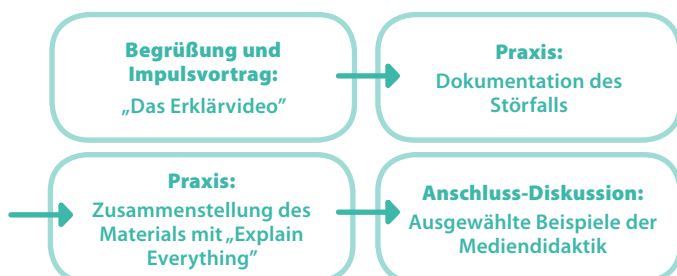 Begrüßung und
Impulsvortrag:
„Das Erklärvideo”
Praxis:
Dokumentation des
Störfalls
Praxis:
Zusammenstellung des
Materials mit „Explain
Everything”
Anschluss-Diskussion:
Ausgewählte Beispiele der
Mediendidaktik